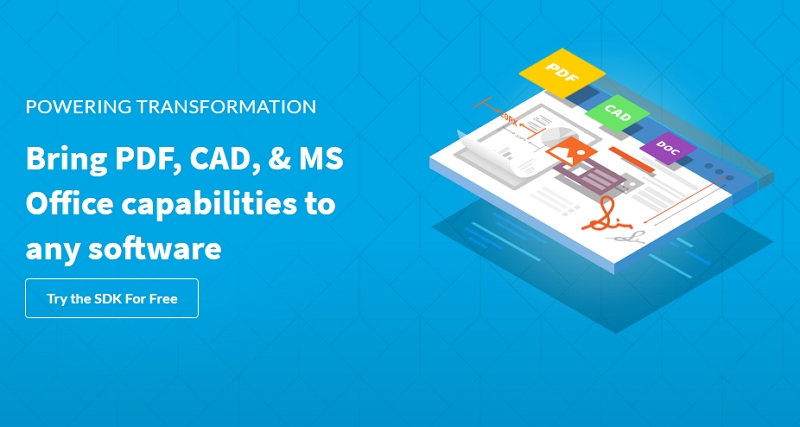 POWERING TRANSFORMATION
Bring PDF, CAD, & MS
Office capabilities to
any software
Try the SDK For Free
PDF
CAD
DOC